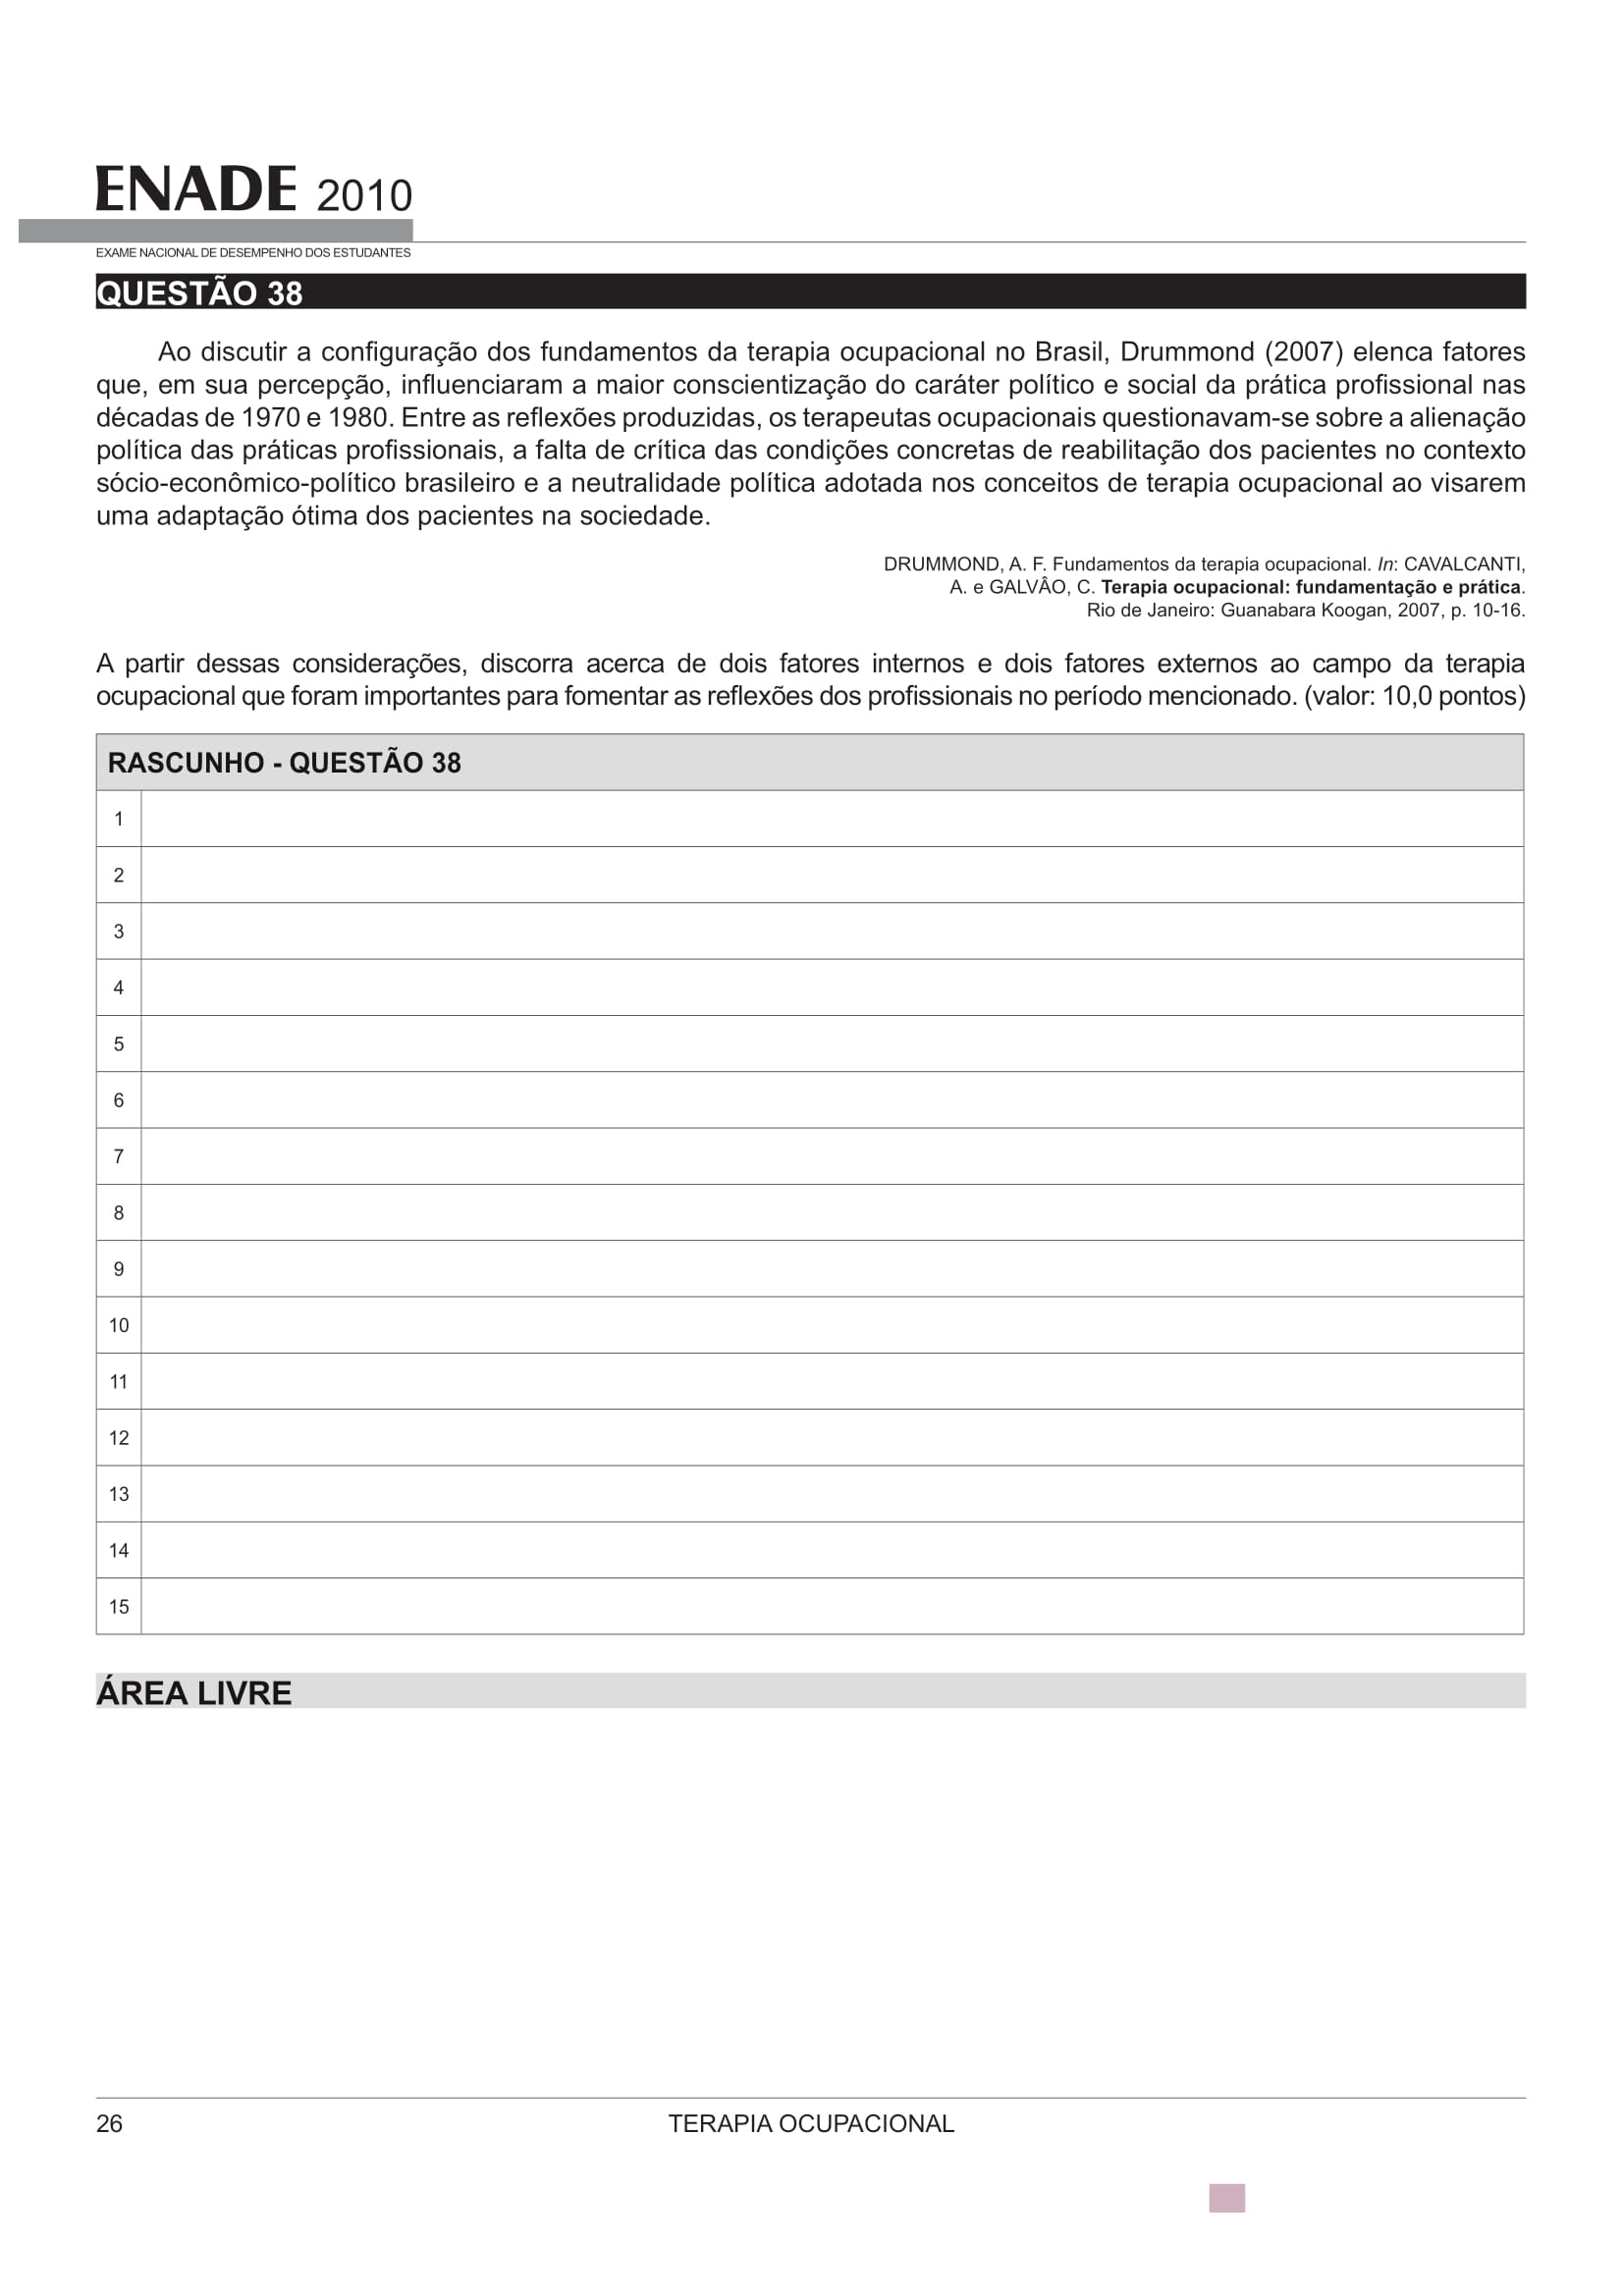 ENADE 2010
EXAME NACIONAL DE DESEMPENHO DOS ESTUDANTES
QUESTÃO 38
Ao discutir a configuração dos fundamentos da terapia ocupacional no Brasil, Drummond (2007) elenca fatores
que, em sua percepção, influenciaram a maior conscientização do caráter político e social da prática profissional nas
décadas de 1970 e 1980. Entre as reflexões produzidas, os terapeutas ocupacionais questionavam-se sobre a alienação
política das práticas profissionais, a falta de crítica das condições concretas de reabilitação dos pacientes no contexto
sócio-econômico-político brasileiro e a neutralidade política adotada nos conceitos de terapia ocupacional ao visarem
uma adaptação ótima dos pacientes na sociedade.
DRUMMOND, A. F. Fundamentos da terapia ocupacional. In: CAVALCANTI,
A. e GALVÂO, C. Terapia ocupacional: fundamentação e prática.
Rio de Janeiro: Guanabara Koogan, 2007, p. 10-16.
A partir dessas considerações, discorra acerca de dois fatores internos e dois fatores externos ao campo da terapia
ocupacional que foram importantes para fomentar as reflexões dos profissionais no período mencionado. (valor: 10,0 pontos)
RASCUNHO - QUESTÃO 38
1
2
3
4
5
6
7
8
9
10
11
12
13
14
15
ÁREA LIVRE
26 TERAPIA OCUPACIONAL